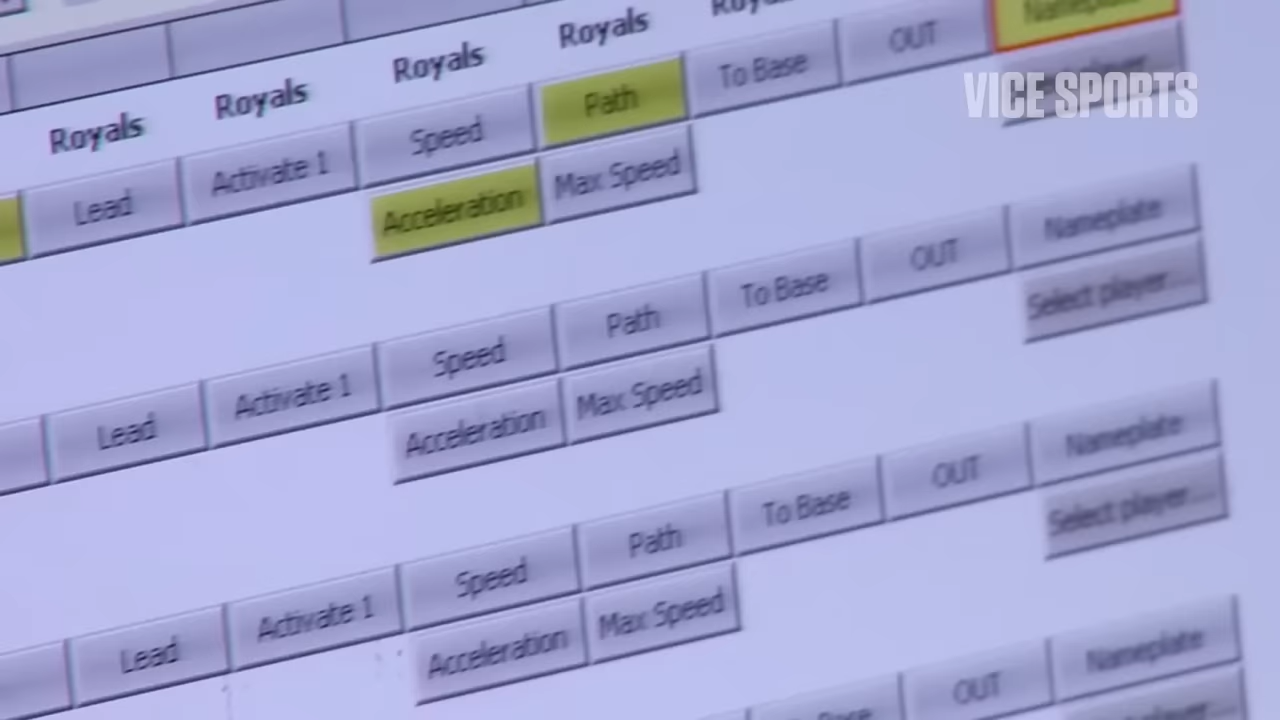 Royals Royals Royals Royals
Lead Activate 1 Speed Path To Base OUT Nameplate
Acceleration Max Speed
VICE SPORTS
Lead Activate 1 Speed Path To Base OUT Nameplate
Acceleration Max Speed Select player...
Lead Activate 1 Speed Path To Base OUT Nameplate
Acceleration Max Speed Select player...
Base OUT Nameplate